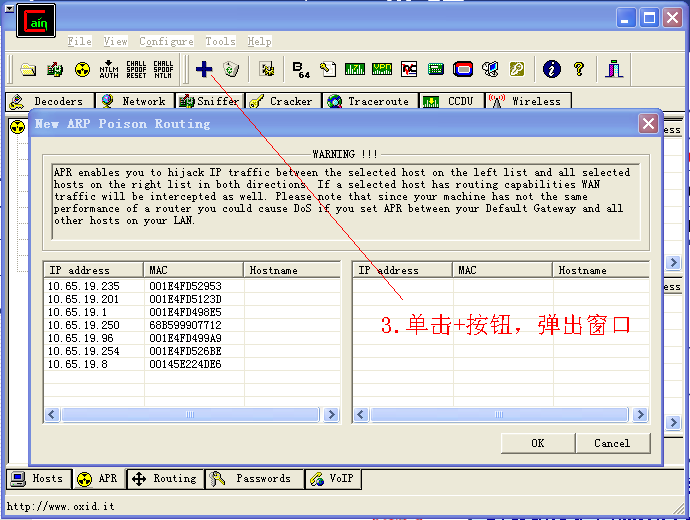 Cain
File View Configure Tools Help
NTLM AUTH
CHALL SPOOF RESET
CHALL SPOOF NTLM
B 64
VPN
Decoders Network Sniffer Cracker Traceroute CCDU Wireless
New ARP Poison Routing
WARNING !!!
APR enables you to hijack IP traffic between the selected host on the left list and all selected
hosts on the right list in both directions. If a selected host has routing capabilities WAN
traffic will be intercepted as well. Please note that since your machine has not the same
performance of a router you could cause DoS if you set APR between your Default Gateway and all
other hosts on your LAN.
IP address MAC Hostname
10.65.19.235 001E4FD52953
10.65.19.201 001E4FD5123D
10.65.19.1 001E4FD498E5
10.65.19.250 68B599907712
10.65.19.96 001E4FD499A9
10.65.19.254 001E4FD526BE
10.65.19.8 00145E224DE6
IP address MAC Hostname
3.单击+按钮，弹出窗口
ess
ess
OK Cancel
Hosts APR Routing Passwords VoIP
http://www.oxid.it